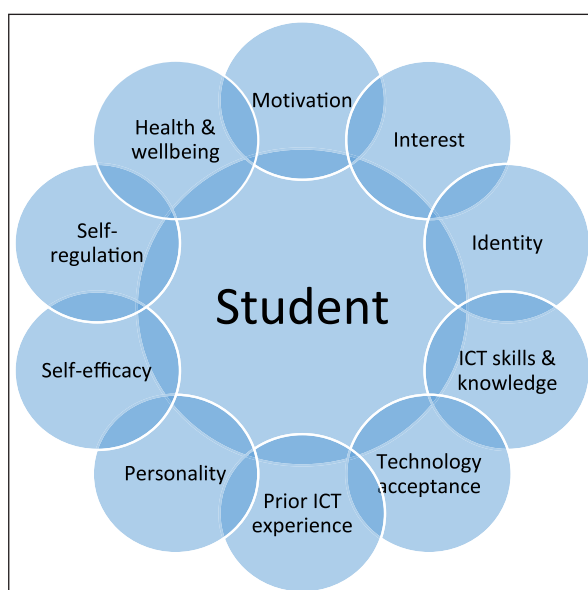 Motivation
Interest
Identity
ICT skills &
knowledge
Technology
acceptance
Prior ICT
experience
Personality
Self-efficacy
Self-
regulation
Health &
wellbeing
Student